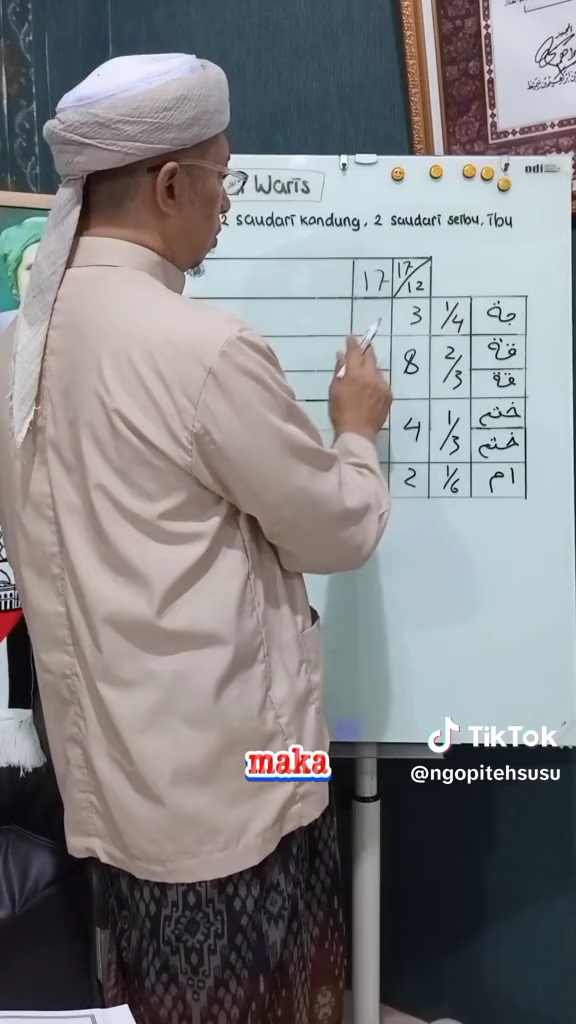 Waris
2 saudari kandung, 2 saudari seibu, ibu
17 17/12
3 1/4 جة
8 2/3 قة
قة
4 1/3 ختم
ختم
2 1/6 ام
odi
maka
TikTok
@ngopitehsusu